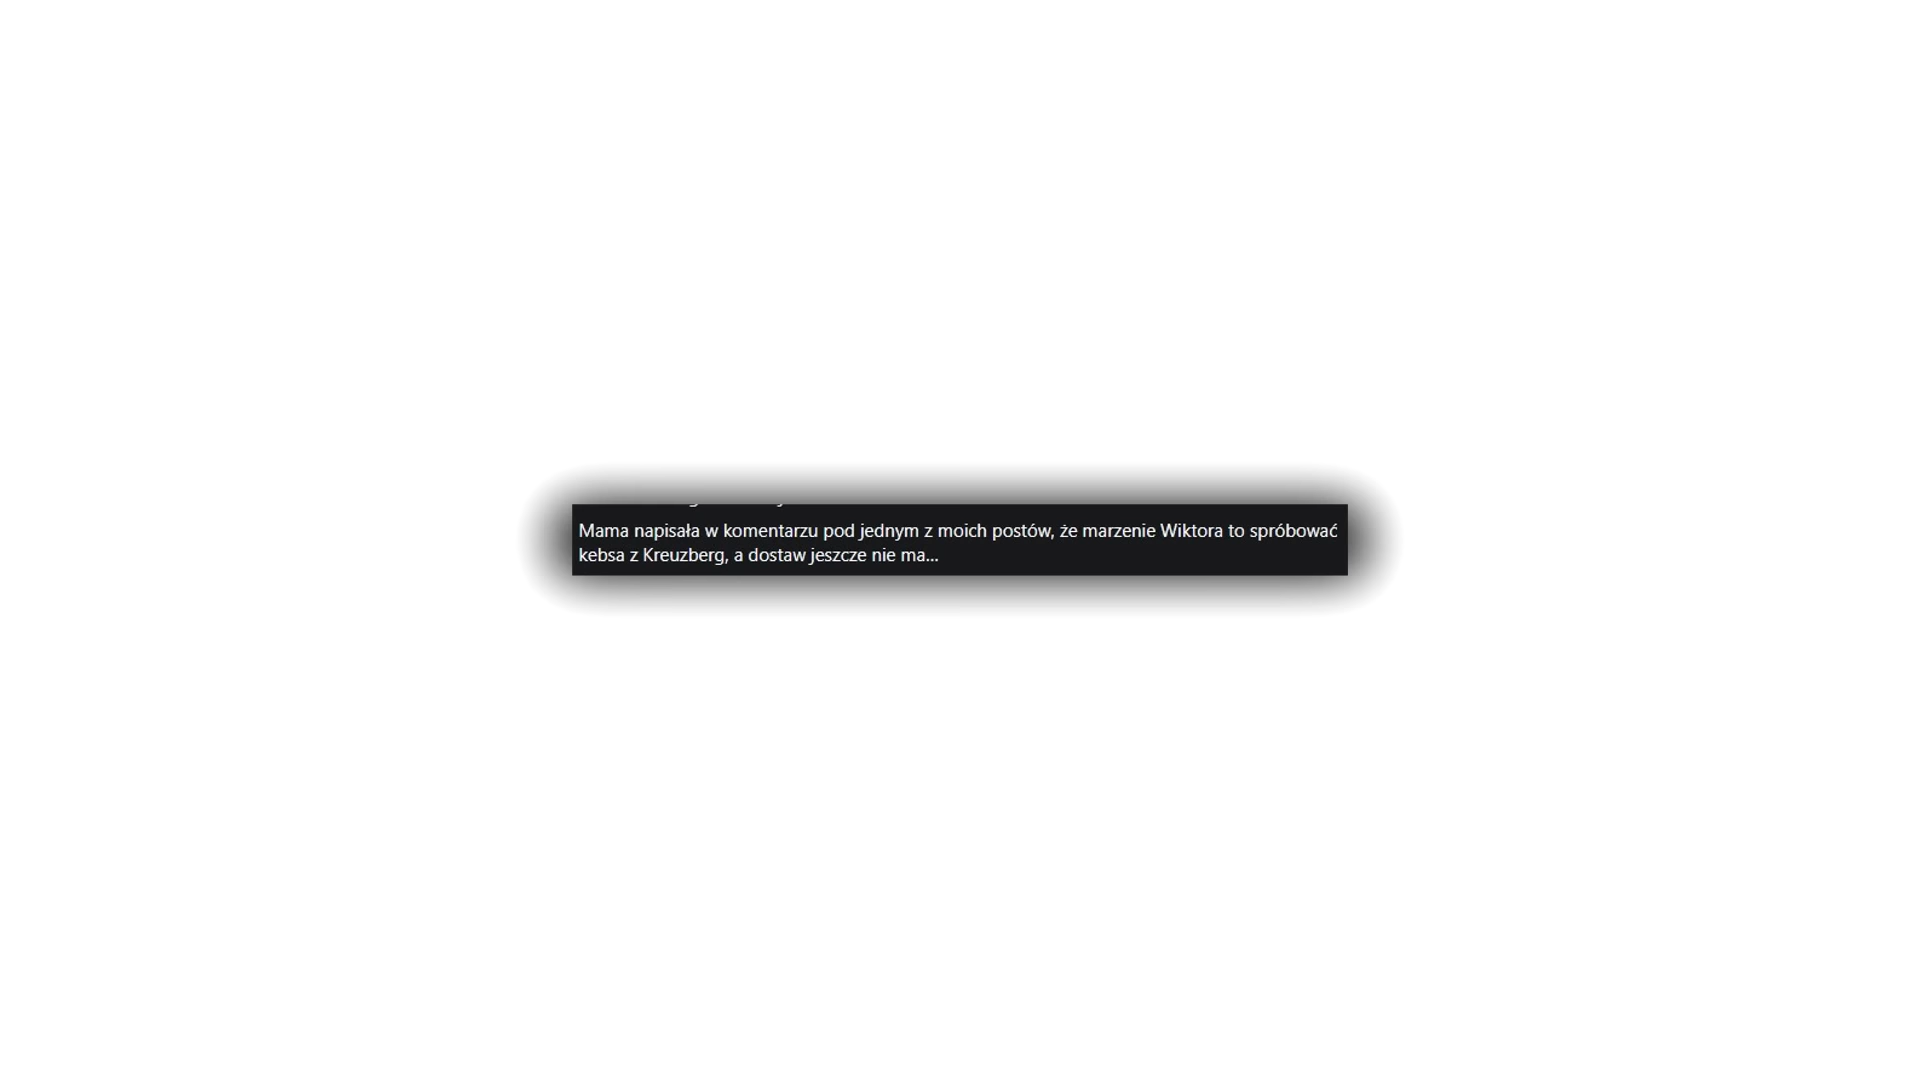 Mama napisała w komentarzu pod jednym z moich postów, że marzenie Wiktora to spróbować
kebsa z Kreuzberg, a dostaw jeszcze nie ma...